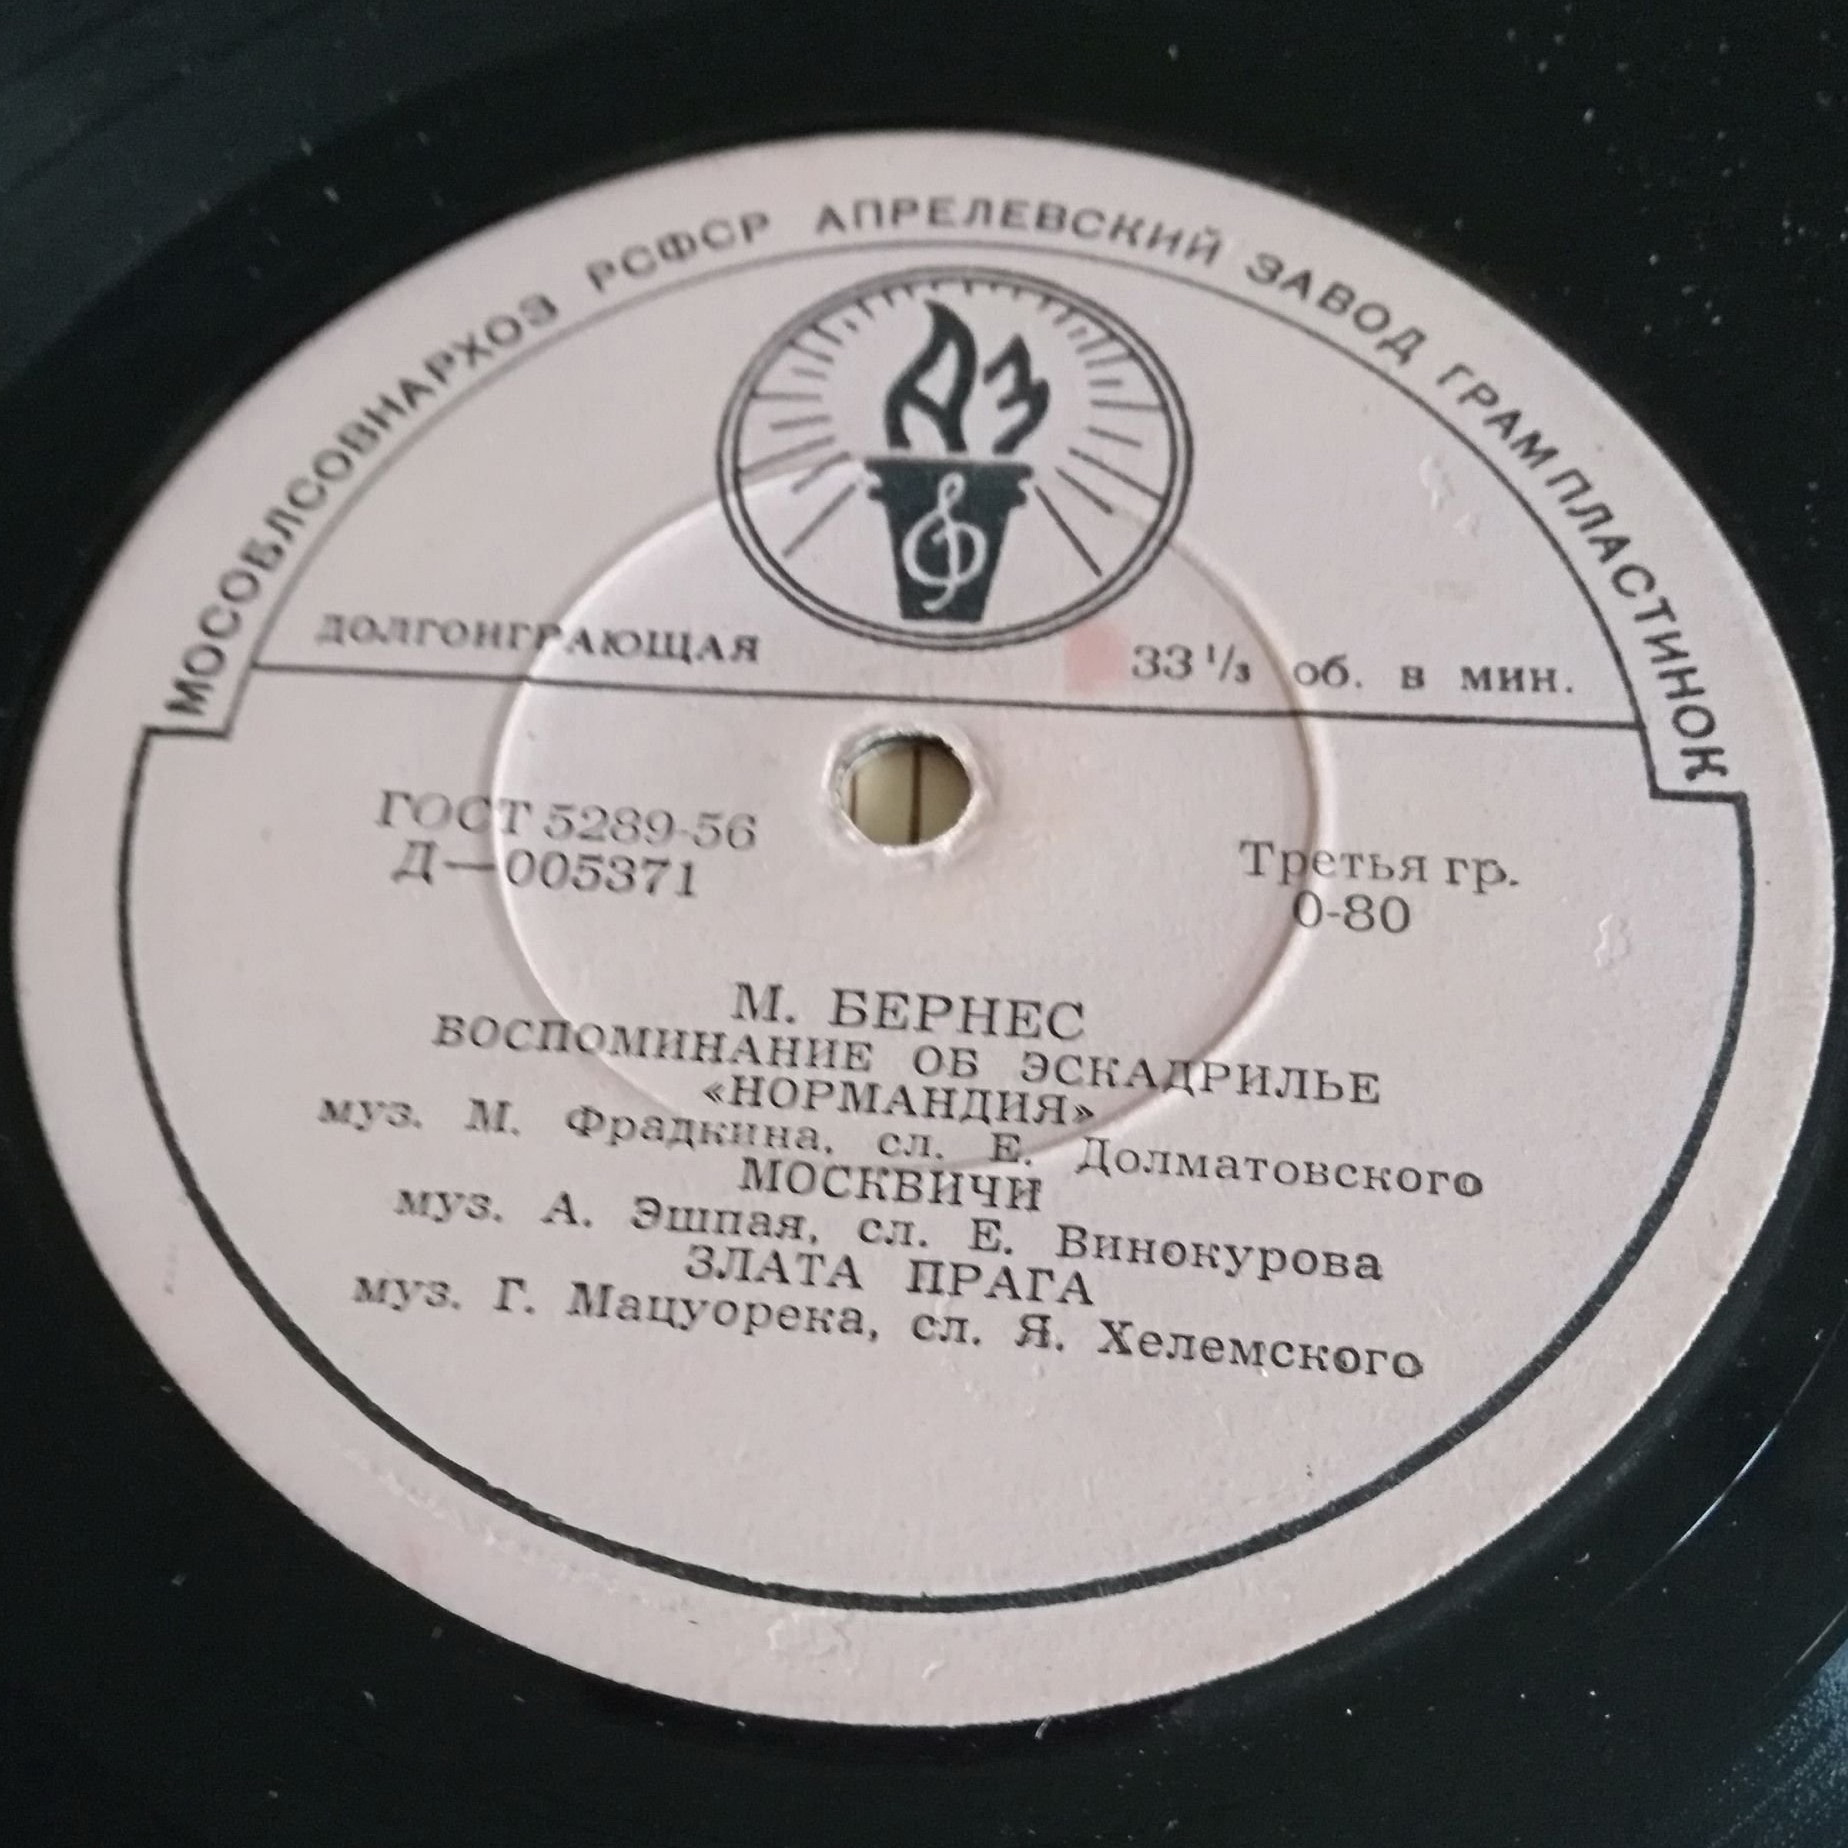 МОСОБЛСОВНАРХОЗ РСФСР АПРЕЛЕВСКИЙ ЗАВОД ГРАМПЛАСТИНОК
АЗ
ДОЛГОИГРАЮЩАЯ 33 1/3 об. в мин.
ГОСТ 5289-56
Д—005371
Третья гр.
0-80
М. БЕРНЕС
ВОСПОМИНАНИЕ ОБ ЭСКАДРИЛЬЕ
«НОРМАНДИЯ»
муз. М. Фрадкина, сл. Е. Долматовского
МОСКВИЧИ
муз. А. Эшпая, сл. Е. Винокурова
ЗЛАТА ПРАГА
муз. Г. Мацуорека, сл. Я. Хелемского